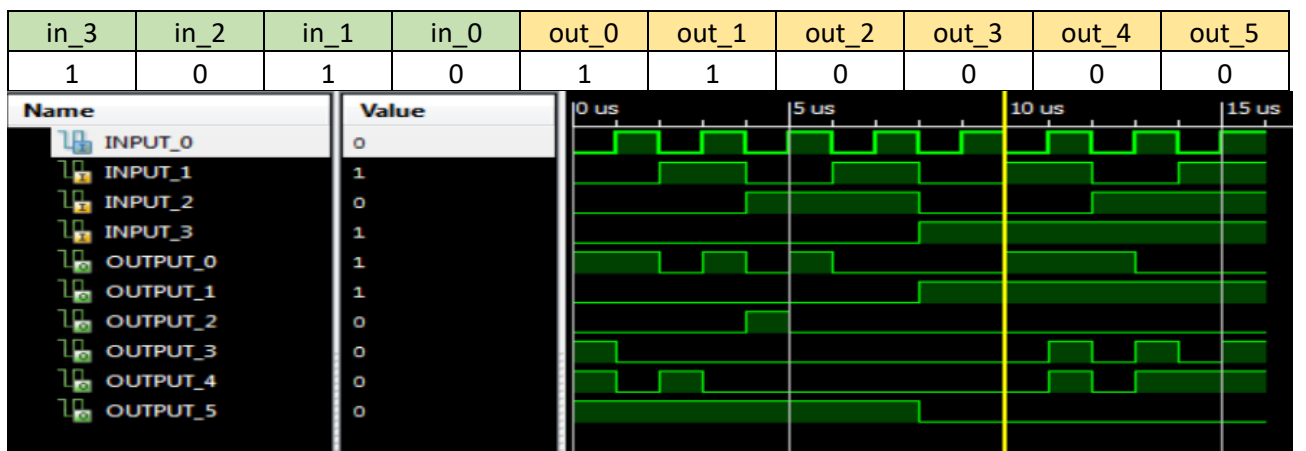 in_3 in_2 in_1 in_0 out_0 out_1 out_2 out_3 out_4 out_5
1 0 1 0 1 1 0 0 0 0
Name Value 0 us 5 us 10 us 15 us
INPUT_0 0
INPUT_1 1
INPUT_2 0
INPUT_3 1
OUTPUT_0 1
OUTPUT_1 1
OUTPUT_2 0
OUTPUT_3 0
OUTPUT_4 0
OUTPUT_5 0